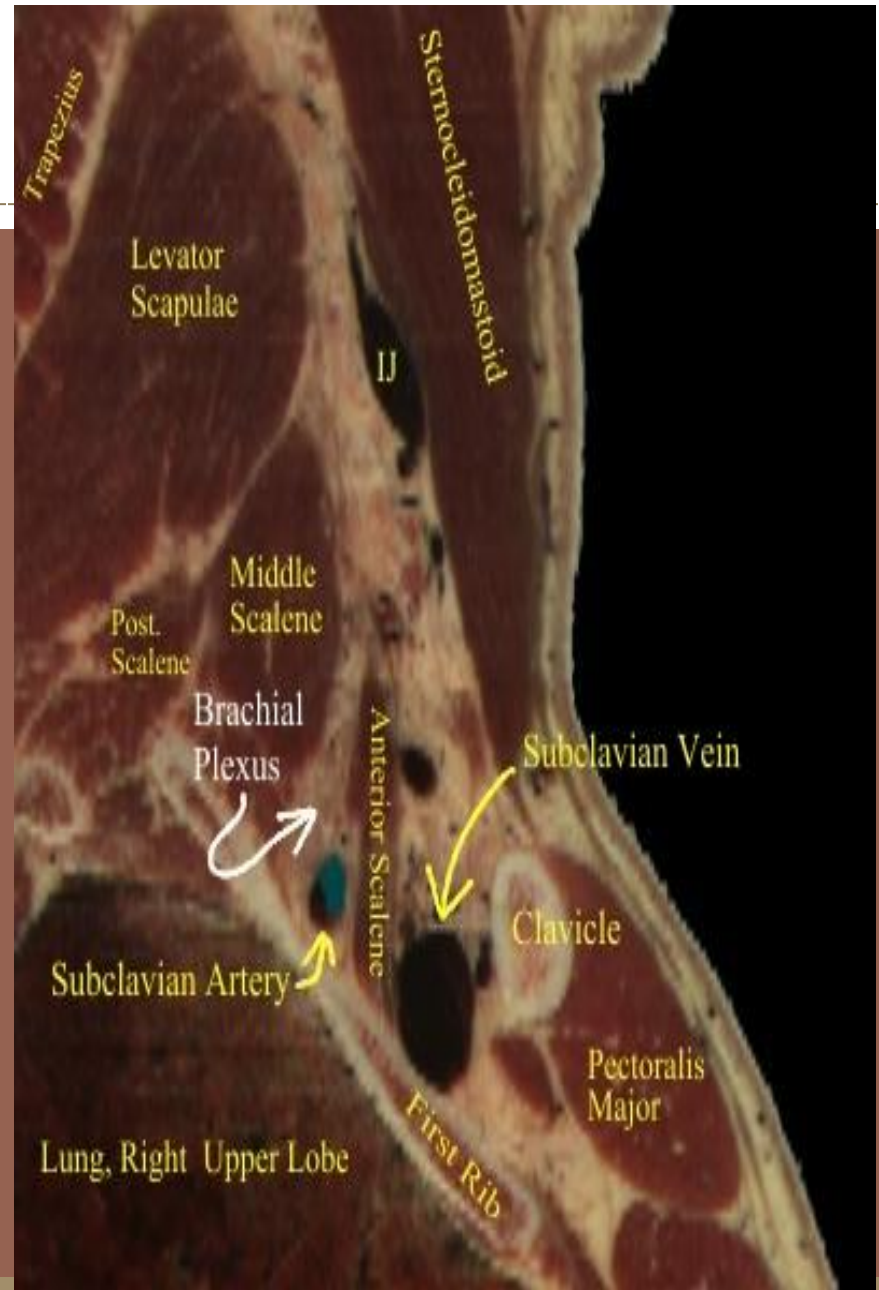 Trapezius
Sternocleidomastoid
Levator
Scapulae
IJ
Middle
Scalene
Post.
Scalene
Brachial
Plexus
Anterior Scalene
Subclavian Vein
Clavicle
Subclavian Artery
Pectoralis
Major
First Rib
Lung, Right Upper Lobe